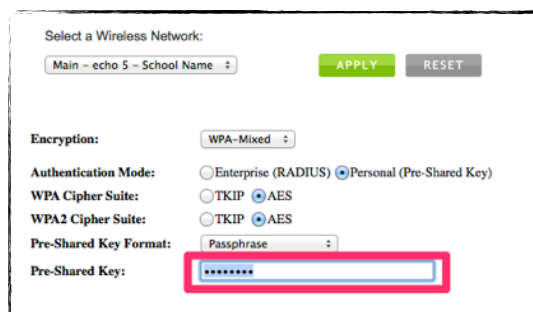 Select a Wireless Network:
Main - echo 5 - School Name
APPLY RESET
Encryption: WPA-Mixed
Authentication Mode: Enterprise (RADIUS) Personal (Pre-Shared Key)
WPA Cipher Suite: TKIP AES
WPA2 Cipher Suite: TKIP AES
Pre-Shared Key Format: Passphrase
Pre-Shared Key: ••••••••